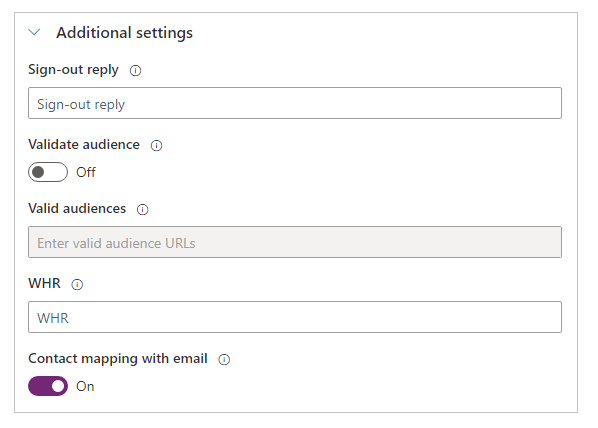 Additional settings
Sign-out reply
Sign-out reply
Validate audience
Off
Valid audiences
Enter valid audience URLs
WHR
WHR
Contact mapping with email
On